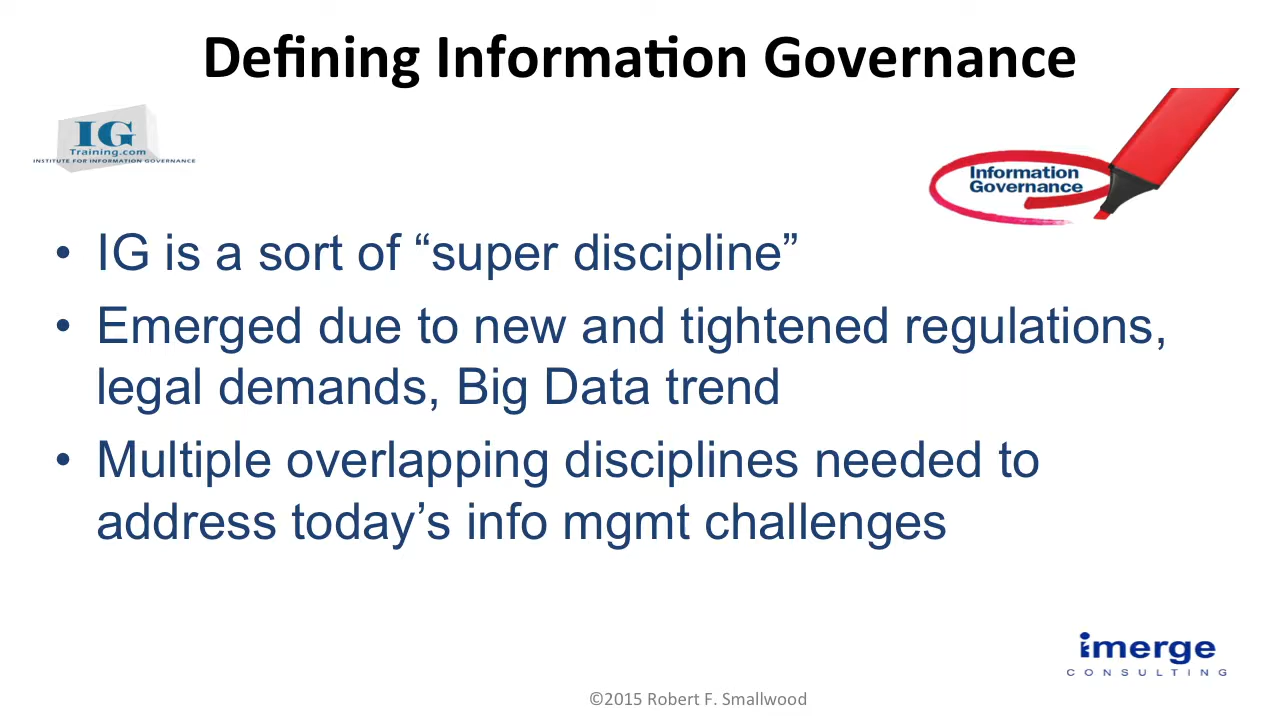 Defining Information Governance
IG
Training.com
INSTITUTE FOR INFORMATION GOVERNANCE
Information
Governance
• IG is a sort of “super discipline”
• Emerged due to new and tightened regulations,
legal demands, Big Data trend
• Multiple overlapping disciplines needed to
address today’s info mgmt challenges
imerge
CONSULTING
©2015 Robert F. Smallwood